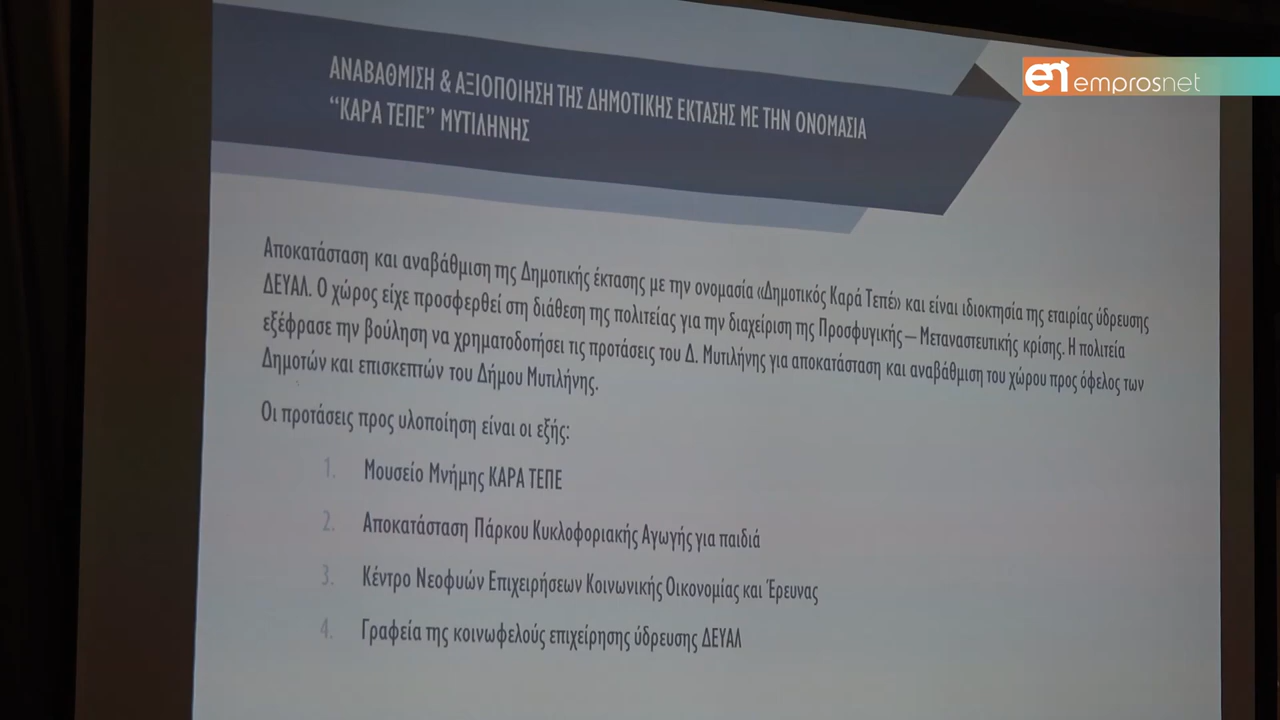 ΑΝΑΒΑΘΜΙΣΗ & ΑΞΙΟΠΟΙΗΣΗ ΤΗΣ ΔΗΜΟΤΙΚΗΣ ΕΚΤΑΣΗΣ ΜΕ ΤΗΝ ΟΝΟΜΑΣΙΑ
“ΚΑΡΑ ΤΕΠΕ” ΜΥΤΙΛΗΝΗΣ
en emprosnet
Αποκατάσταση και αναβάθμιση της Δημοτικής έκτασης με την ονομασία «Δημοτικός Καρά Τεπέ» και είναι ιδιοκτησία της εταιρίας ύδρευσης
ΔΕΥΑΛ. Ο χώρος είχε προσφερθεί στη διάθεση της πολιτείας για την διαχείριση της Προσφυγικής – Μεταναστευτικής κρίσης. Η πολιτεία
εξέφρασε την βούληση να χρηματοδοτήσει τις προτάσεις του Δ. Μυτιλήνης για αποκατάσταση και αναβάθμιση του χώρου προς όφελος των
Δημοτών και επισκεπτών του Δήμου Μυτιλήνης.
Οι προτάσεις προς υλοποίηση είναι οι εξής:
1. Μουσείο Μνήμης ΚΑΡΑ ΤΕΠΕ
2. Αποκατάσταση Πάρκου Κυκλοφοριακής Αγωγής για παιδιά
3. Κέντρο Νεοφυών Επιχειρήσεων Κοινωνικής Οικονομίας και Έρευνας
4. Γραφεία της κοινωφελούς επιχείρησης ύδρευσης ΔΕΥΑΛ